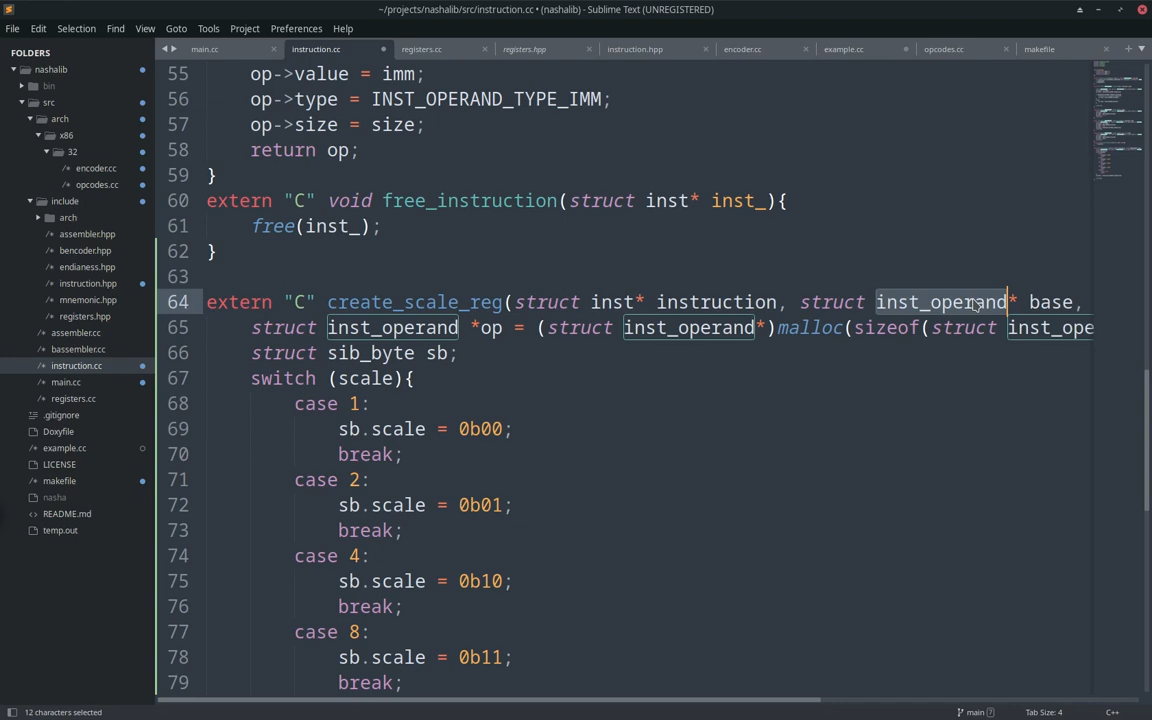 ~/projects/nashalib/src/instruction.cc • (nashalib) - Sublime Text (UNREGISTERED)
File Edit Selection Find View Goto Tools Project Preferences Help
FOLDERS
nashalib
bin
src
arch
x86
32
/* encoder.cc
/* opcodes.cc
include
arch
/* assembler.hpp
/* bencoder.hpp
/* endianess.hpp
/* instruction.hpp
/* mnemonic.hpp
/* registers.hpp
/* assembler.cc
/* bassembler.cc
/* instruction.cc
/* main.cc
/* registers.cc
.gitignore
Doxyfile
/* example.cc
LICENSE
/* makefile
nasha
<> README.md
temp.out
main.cc × instruction.cc • registers.cc × registers.hpp × instruction.hpp × encoder.cc × example.cc • opcodes.cc × makefile ×
55 op->value = imm;
56 op->type = INST_OPERAND_TYPE_IMM;
57 op->size = size;
58 return op;
59 }
60 extern "C" void free_instruction(struct inst* inst_){
61 free(inst_);
62 }
63
64 extern "C" create_scale_reg(struct inst* instruction, struct inst_operand* base,
65 struct inst_operand *op = (struct inst_operand*)malloc(sizeof(struct inst_ope
66 struct sib_byte sb;
67 switch (scale){
68 case 1:
69 sb.scale = 0b00;
70 break;
71 case 2:
72 sb.scale = 0b01;
73 break;
74 case 4:
75 sb.scale = 0b10;
76 break;
77 case 8:
78 sb.scale = 0b11;
79 break;
12 characters selected
main 7
Tab Size: 4
C++